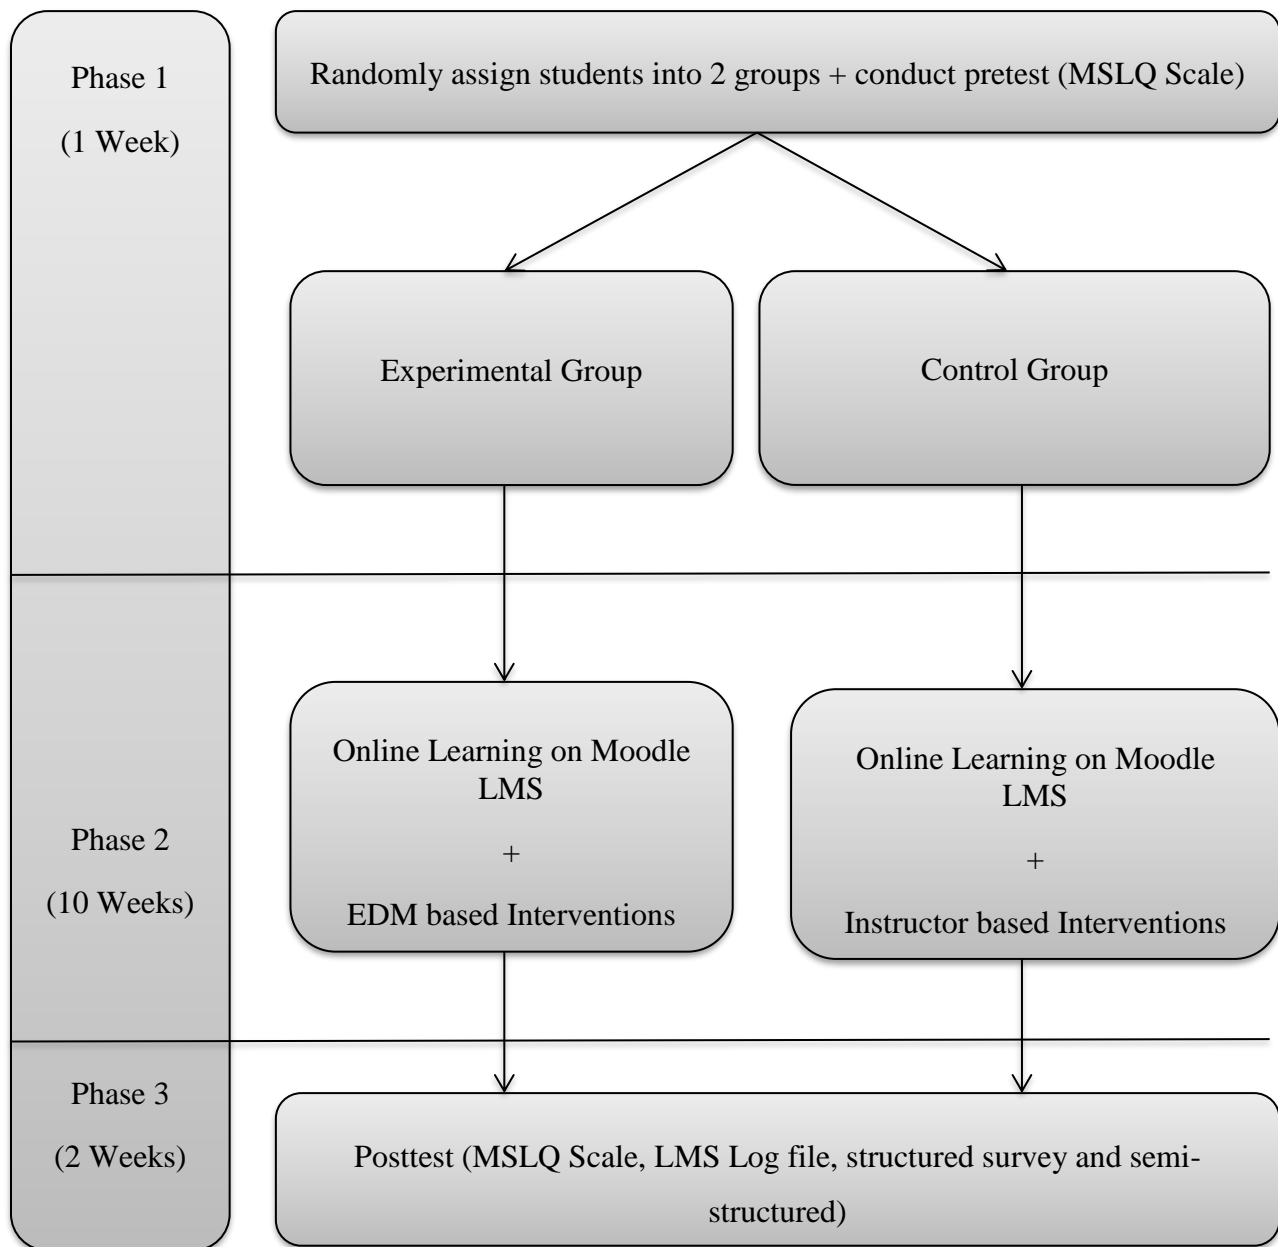 Phase 1
(1 Week)
Randomly assign students into 2 groups + conduct pretest (MSLQ Scale)
Experimental Group
Control Group
Phase 2
(10 Weeks)
Online Learning on Moodle
LMS
+
EDM based Interventions
Online Learning on Moodle
LMS
+
Instructor based Interventions
Phase 3
(2 Weeks)
Posttest (MSLQ Scale, LMS Log file, structured survey and semi-
structured)